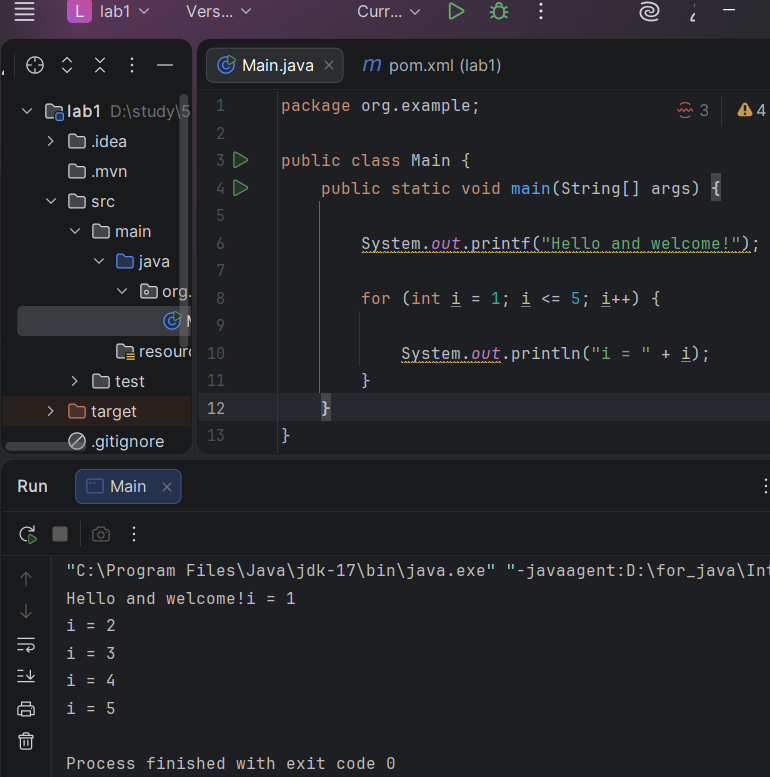 L lab1 Vers... Curr...
Main.java pom.xml (lab1)
lab1 D:\study\5
.idea
.mvn
src
main
java
org.
resour
test
target
.gitignore
3 4
1 package org.example;
2
3 public class Main {
4 public static void main(String[] args) {
5
6 System.out.printf("Hello and welcome!");
7
8 for (int i = 1; i <= 5; i++) {
9
10 System.out.println("i = " + i);
11 }
12 }
13 }
Run Main
"C:\Program Files\Java\jdk-17\bin\java.exe" "-javaagent:D:\for_java\Int
Hello and welcome!i = 1
i = 2
i = 3
i = 4
i = 5
Process finished with exit code 0